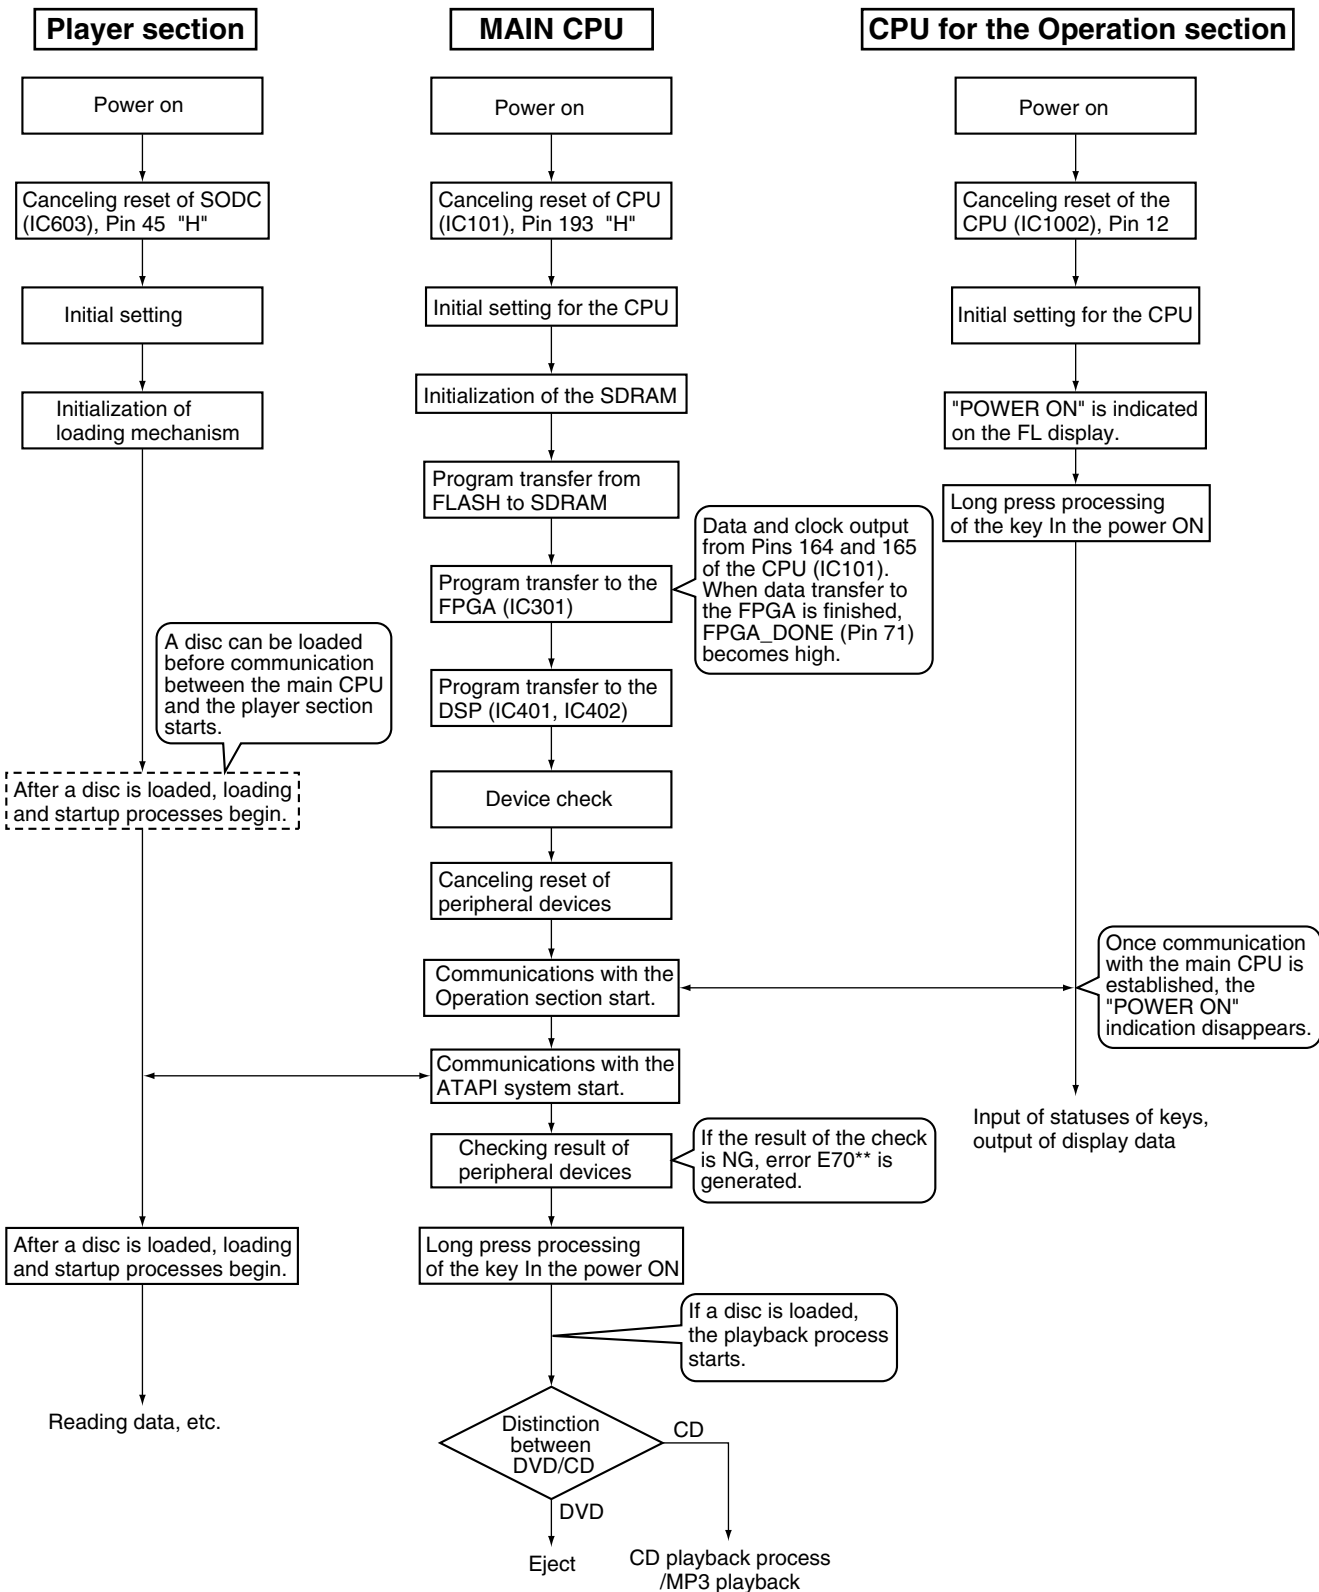 Player section
MAIN CPU
CPU for the Operation section
Power on
Canceling reset of SODC
(IC603), Pin 45 "H"
Initial setting
Initialization of
loading mechanism
A disc can be loaded
before communication
between the main CPU
and the player section
starts.
After a disc is loaded, loading
and startup processes begin.
After a disc is loaded, loading
and startup processes begin.
Reading data, etc.
Power on
Canceling reset of CPU
(IC101), Pin 193 "H"
Initial setting for the CPU
Initialization of the SDRAM
Program transfer from
FLASH to SDRAM
Program transfer to the
FPGA (IC301)
Data and clock output
from Pins 164 and 165
of the CPU (IC101).
When data transfer to
the FPGA is finished,
FPGA_DONE (Pin 71)
becomes high.
Program transfer to the
DSP (IC401, IC402)
Device check
Canceling reset of
peripheral devices
Communications with the
Operation section start.
Communications with the
ATAPI system start.
Checking result of
peripheral devices
If the result of the check
is NG, error E70** is
generated.
Long press processing
of the key In the power ON
If a disc is loaded,
the playback process
starts.
Distinction
between
DVD/CD
CD
DVD
Eject
CD playback process
/MP3 playback
Power on
Canceling reset of the
CPU (IC1002), Pin 12
Initial setting for the CPU
"POWER ON" is indicated
on the FL display.
Long press processing
of the key In the power ON
Once communication
with the main CPU is
established, the
"POWER ON"
indication disappears.
Input of statuses of keys,
output of display data